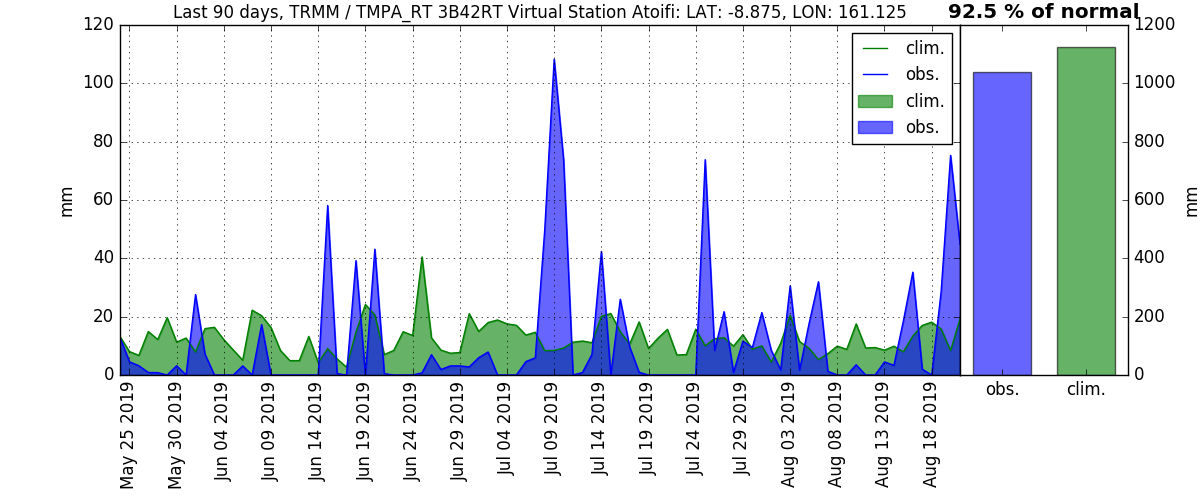 Last 90 days, TRMM / TMPA_RT 3B42RT Virtual Station Atoifi: LAT: -8.875, LON: 161.125
92.5 % of normal
120
100
80
60
40
20
0
mm
clim.
obs.
clim.
obs.
1200
1000
800
600
400
200
0
mm
obs.
clim.
May 25 2019
May 30 2019
Jun 04 2019
Jun 09 2019
Jun 14 2019
Jun 19 2019
Jun 24 2019
Jun 29 2019
Jul 04 2019
Jul 09 2019
Jul 14 2019
Jul 19 2019
Jul 24 2019
Jul 29 2019
Aug 03 2019
Aug 08 2019
Aug 13 2019
Aug 18 2019